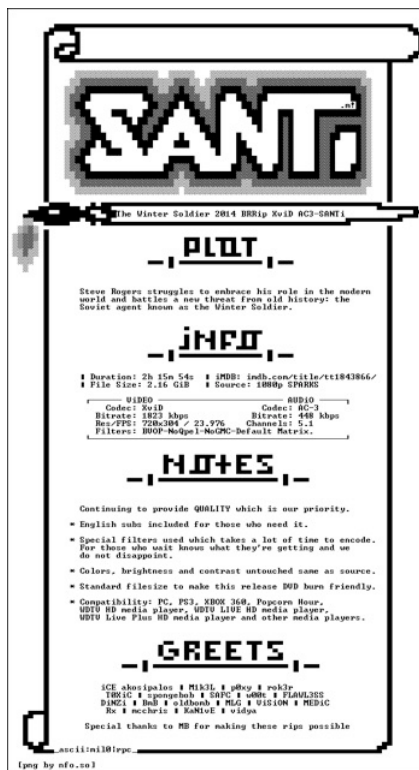 SANTi
.nf
The Winter Soldier 2014 BRRip XviD AC3-SANTi
PLOT
Steve Rogers struggles to embrace his role in the modern
world and battles a new threat from old history: the
Soviet agent known as the Winter Soldier.
iNFO
Duration: 2h 15m 54s iMDB: imdb.com/title/tt1843866/
File Size: 2.16 GiB Source: 1080p SPARKS
ViDEO AUDiO
Codec: XviD Codec: AC-3
Bitrate: 1823 kbps Bitrate: 448 kbps
Res/FPS: 720x304 / 23.976 Channels: 5.1
Filters: BVOP-NoQpel-NoGMC-Default Matrix.
NOTES
Continuing to provide QUALITY which is our priority.
* English subs included for those who need it.
* Special filters used which takes a lot of time to encode.
For those who wait know what they're getting and we
do not disappoint.
* Colors, brightness and contrast untouched same as source.
* Standard filesize to make this release DVD burn friendly.
* Compatibility: PC, PS3, XBOX 360, Popcorn Hour,
WDTV HD media player, WDTV LIVE HD media player,
WDTV Live Plus HD media player and other media players.
GREETS
iCE akosipalos M1k3L p0xy rok3r
T0XiC spongebob SAFC w00t FLAWL3SS
DiNZi BmB oldbomb MLG ViSiON MEDiC
Rx mcchris KaN1vE vidya
Special thanks to MB for making these rips possible
_ascii:mil0!rpc_
[png by nfo.so]